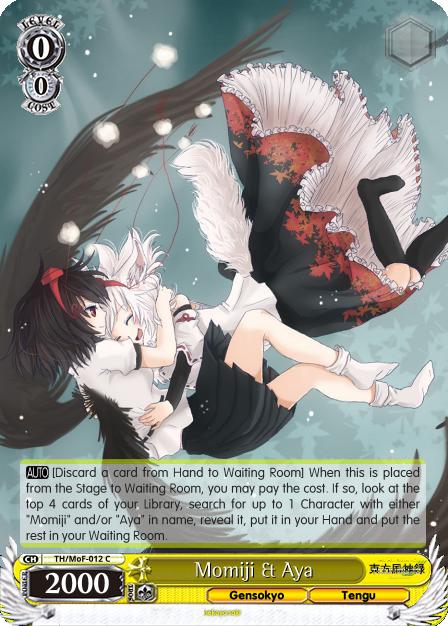 LEVEL
0
0
COST
AUTO [Discard a card from Hand to Waiting Room] When this is placed
from the Stage to Waiting Room, you may pay the cost. If so, look at the
top 4 cards of your Library, search for up to 1 Character with either
"Momiji" and/or "Aya" in name, reveal it, put it in your Hand and put the
rest in your Waiting Room.
CH TH/MoF-012 C
POWER 2000 SOUL
Momiji & Aya
Gensokyo Tengu